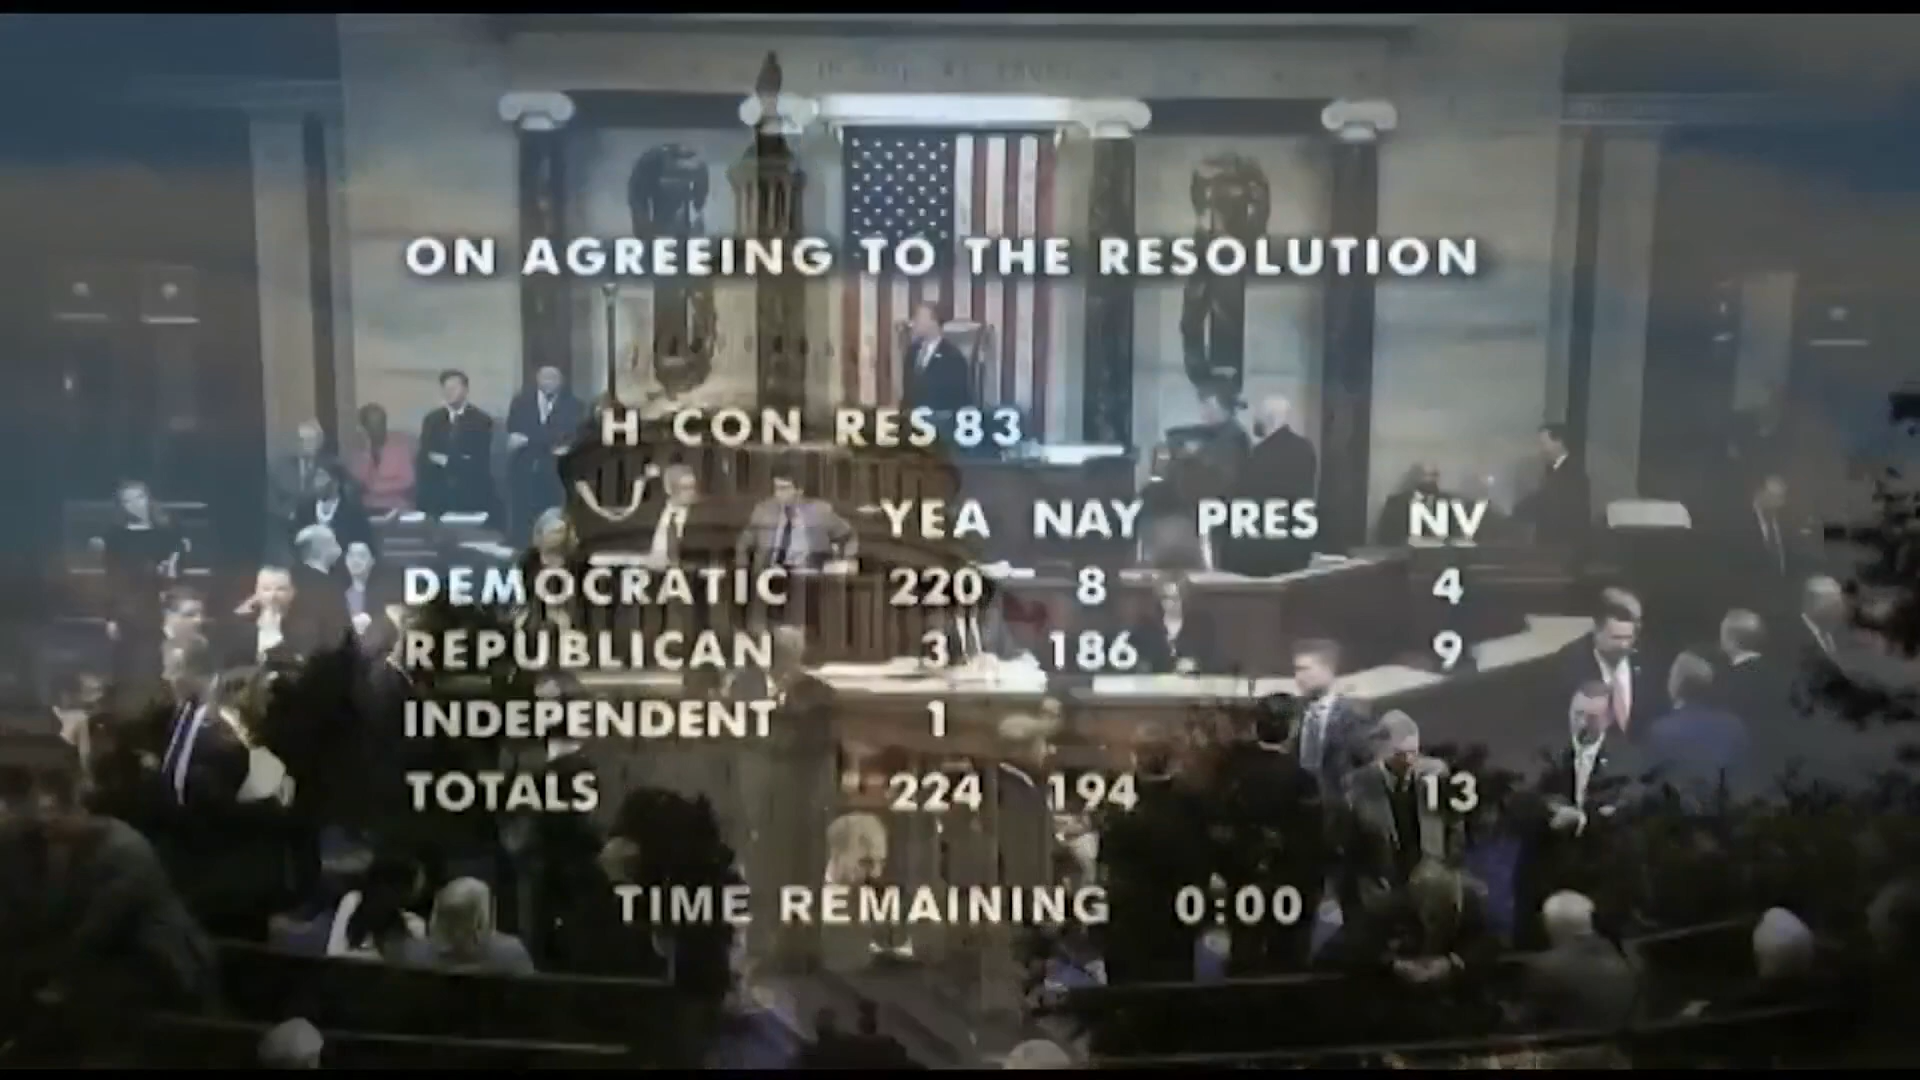 ON AGREEING TO THE RESOLUTION
H CON RES 83
YEA NAY PRES NV
DEMOCRATIC 220 8 4
REPUBLICAN 3 186 9
INDEPENDENT 1
TOTALS 224 194 13
TIME REMAINING 0:00